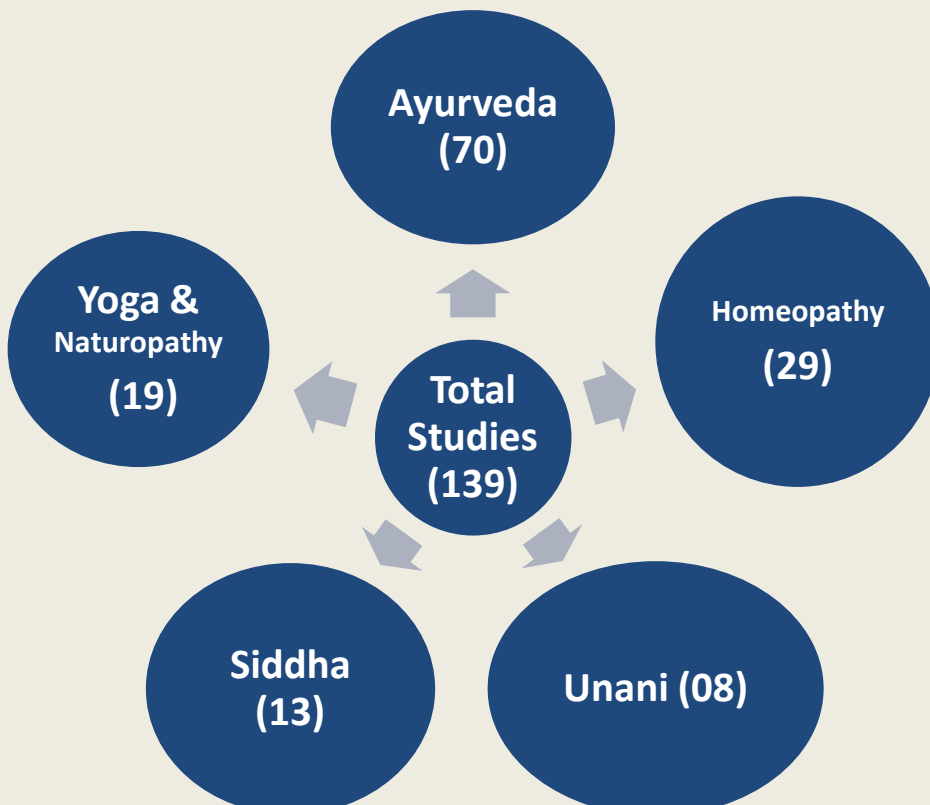 Ayurveda
(70)
Yoga &
Naturopathy
(19)
Homeopathy
(29)
Total
Studies
(139)
Siddha
(13)
Unani (08)